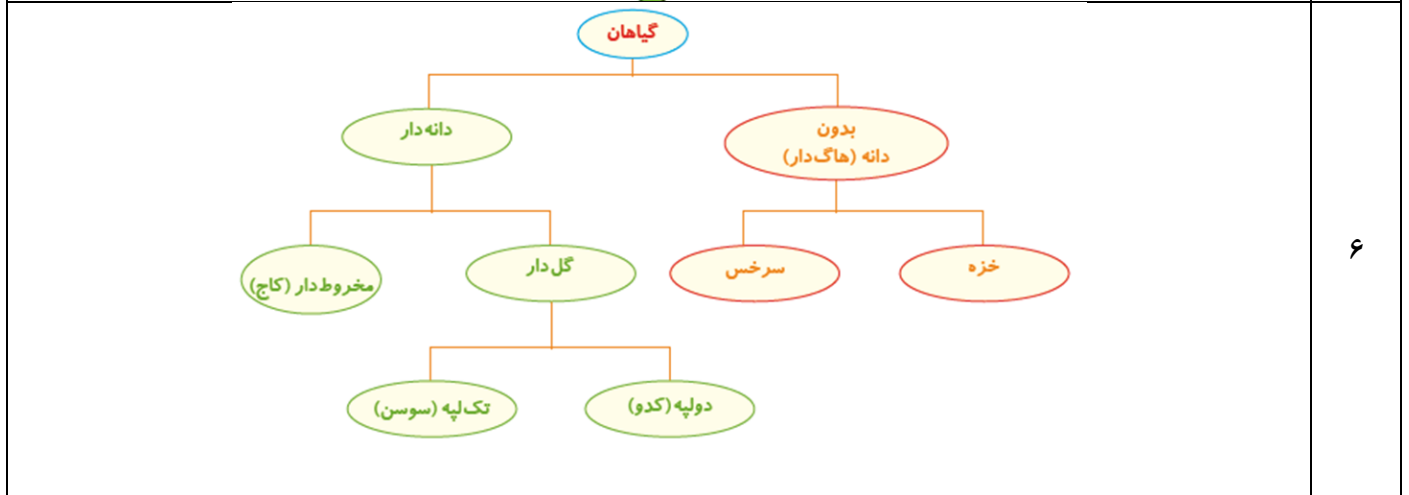 گیاهان
بدون
دانه (هاگ‌دار)
دانه‌دار
خزه
سرخس
گل‌دار
مخروط‌دار (کاج)
دولپه (کدو)
تک‌لپه (سوسن)
۶